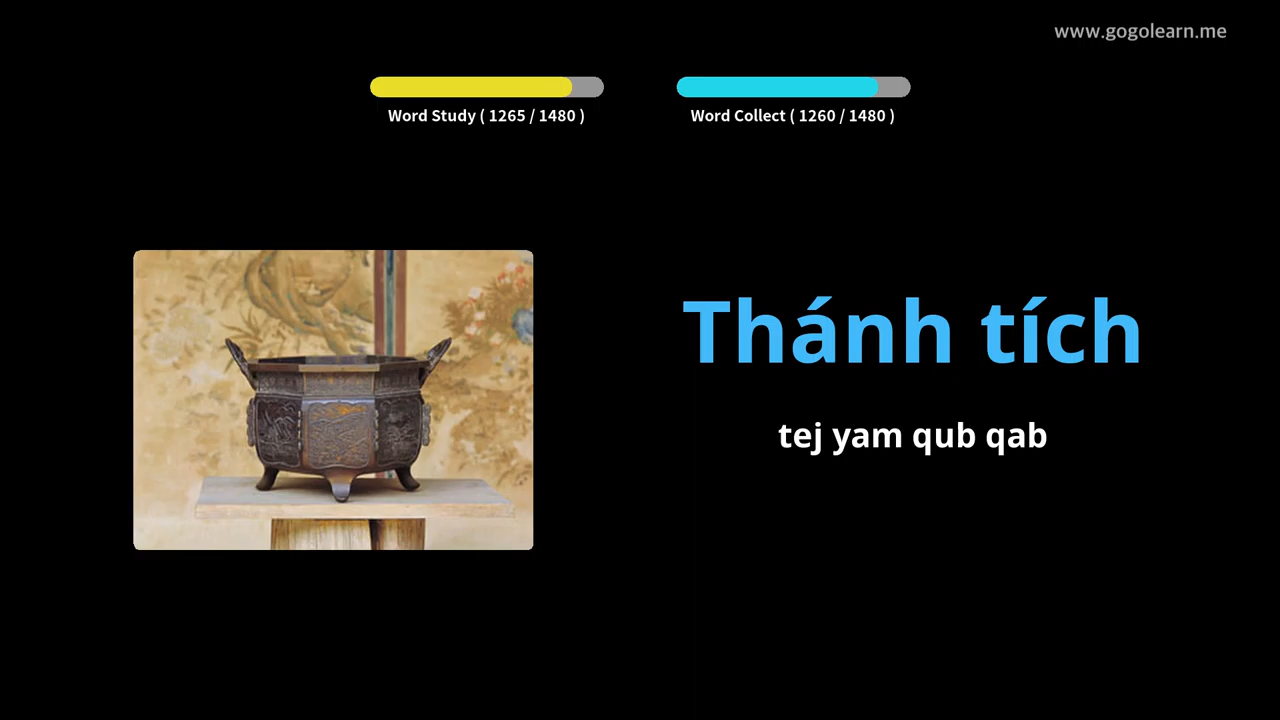 www.gogolearn.me
Word Study ( 1265 / 1480 )
Word Collect ( 1260 / 1480 )
Thánh tích
tej yam qub qab